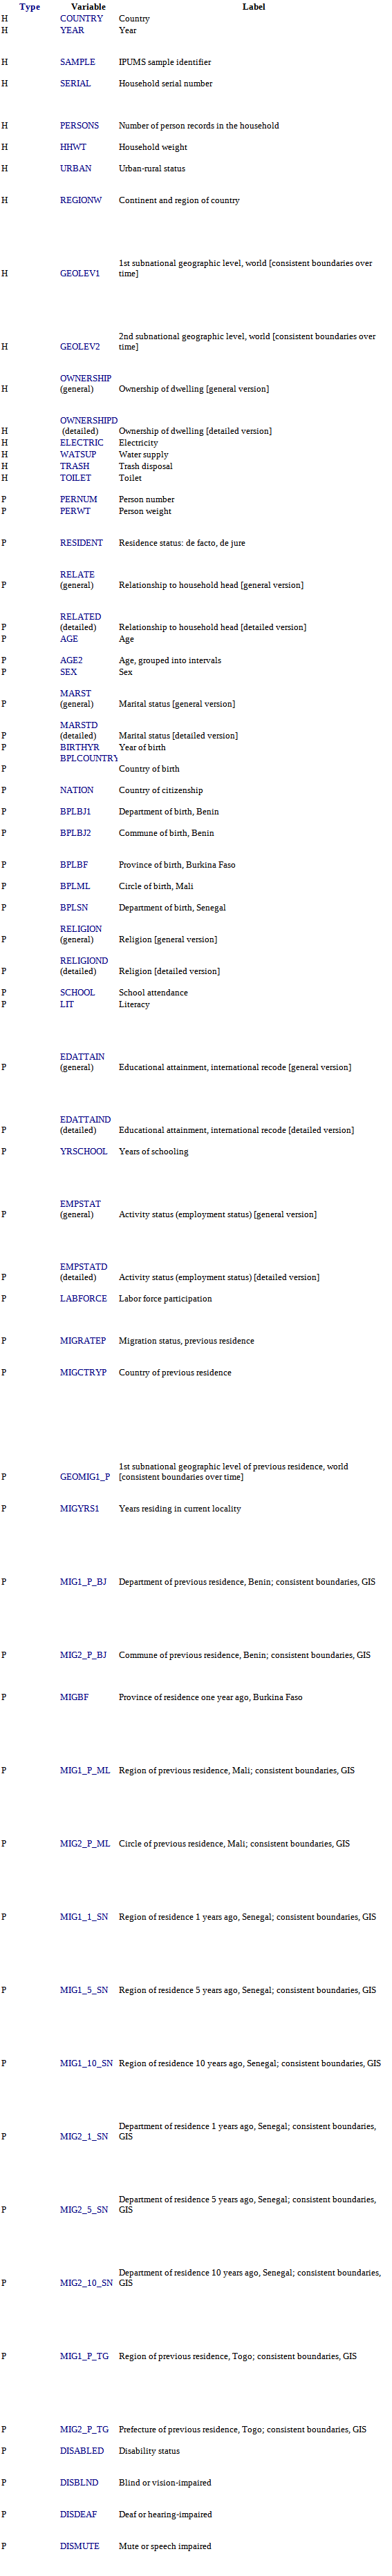 Type Variable Label
H COUNTRY Country
H YEAR Year
H SAMPLE IPUMS sample identifier
H SERIAL Household serial number
H PERSONS Number of person records in the household
H HHWT Household weight
H URBAN Urban-rural status
H REGIONW Continent and region of country
1st subnational geographic level, world [consistent boundaries over
H GEOLEV1 time]
2nd subnational geographic level, world [consistent boundaries over
H GEOLEV2 time]
OWNERSHIP
H (general) Ownership of dwelling [general version]
OWNERSHIPD
H (detailed) Ownership of dwelling [detailed version]
H ELECTRIC Electricity
H WATSUP Water supply
H TRASH Trash disposal
H TOILET Toilet
P PERNUM Person number
P PERWT Person weight
P RESIDENT Residence status: de facto, de jure
RELATE
P (general) Relationship to household head [general version]
RELATED
P (detailed) Relationship to household head [detailed version]
P AGE Age
P AGE2 Age, grouped into intervals
P SEX Sex
MARST
P (general) Marital status [general version]
MARSTD
P (detailed) Marital status [detailed version]
P BIRTHYR Year of birth
BPLCOUNTRY
P Country of birth
P NATION Country of citizenship
P BPLBJ1 Department of birth, Benin
P BPLBJ2 Commune of birth, Benin
P BPLBF Province of birth, Burkina Faso
P BPLML Circle of birth, Mali
P BPLSN Department of birth, Senegal
RELIGION
P (general) Religion [general version]
RELIGIOND
P (detailed) Religion [detailed version]
P SCHOOL School attendance
P LIT Literacy
EDATTAIN
P (general) Educational attainment, international recode [general version]
EDATTAIND
P (detailed) Educational attainment, international recode [detailed version]
P YRSCHOOL Years of schooling
EMPSTAT
P (general) Activity status (employment status) [general version]
EMPSTATD
P (detailed) Activity status (employment status) [detailed version]
P LABFORCE Labor force participation
P MIGRATEP Migration status, previous residence
P MIGCTRYP Country of previous residence
1st subnational geographic level of previous residence, world
P GEOMIG1_P [consistent boundaries over time]
P MIGYRS1 Years residing in current locality
P MIG1_P_BJ Department of previous residence, Benin; consistent boundaries, GIS
P MIG2_P_BJ Commune of previous residence, Benin; consistent boundaries, GIS
P MIGBF Province of residence one year ago, Burkina Faso
P MIG1_P_ML Region of previous residence, Mali; consistent boundaries, GIS
P MIG2_P_ML Circle of previous residence, Mali; consistent boundaries, GIS
P MIG1_1_SN Region of residence 1 years ago, Senegal; consistent boundaries, GIS
P MIG1_5_SN Region of residence 5 years ago, Senegal; consistent boundaries, GIS
P MIG1_10_SN Region of residence 10 years ago, Senegal; consistent boundaries, GIS
Department of residence 1 years ago, Senegal; consistent boundaries,
P MIG2_1_SN GIS
Department of residence 5 years ago, Senegal; consistent boundaries,
P MIG2_5_SN GIS
Department of residence 10 years ago, Senegal; consistent boundaries,
P MIG2_10_SN GIS
P MIG1_P_TG Region of previous residence, Togo; consistent boundaries, GIS
P MIG2_P_TG Prefecture of previous residence, Togo; consistent boundaries, GIS
P DISABLED Disability status
P DISBLND Blind or vision-impaired
P DISDEAF Deaf or hearing-impaired
P DISMUTE Mute or speech impaired